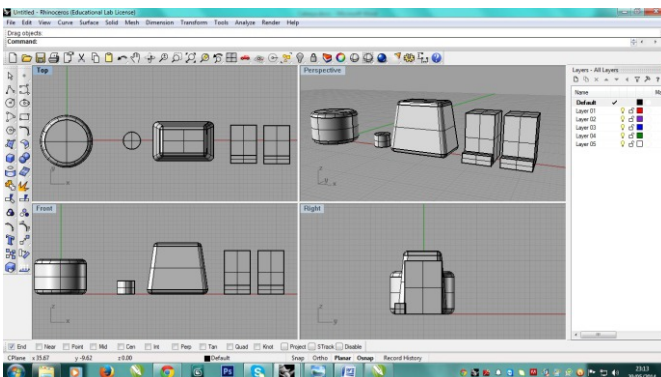 Untitled - Rhinoceros (Educational Lab License)
File Edit View Curve Surface Solid Mesh Dimension Transform Tools Analyze Render Help
Drag objects:
Command:
Top
Perspective
Front
Right
Layers - All Layers
Name
Default
Layer 01
Layer 02
Layer 03
Layer 04
Layer 05
End Near Point Mid Cen Int Perp Tan Quad Knot Project STrack Disable
CPlane x 35.67 y -9.62 z 0.00 Default Snap Ortho Planar Osnap Record History
23:13